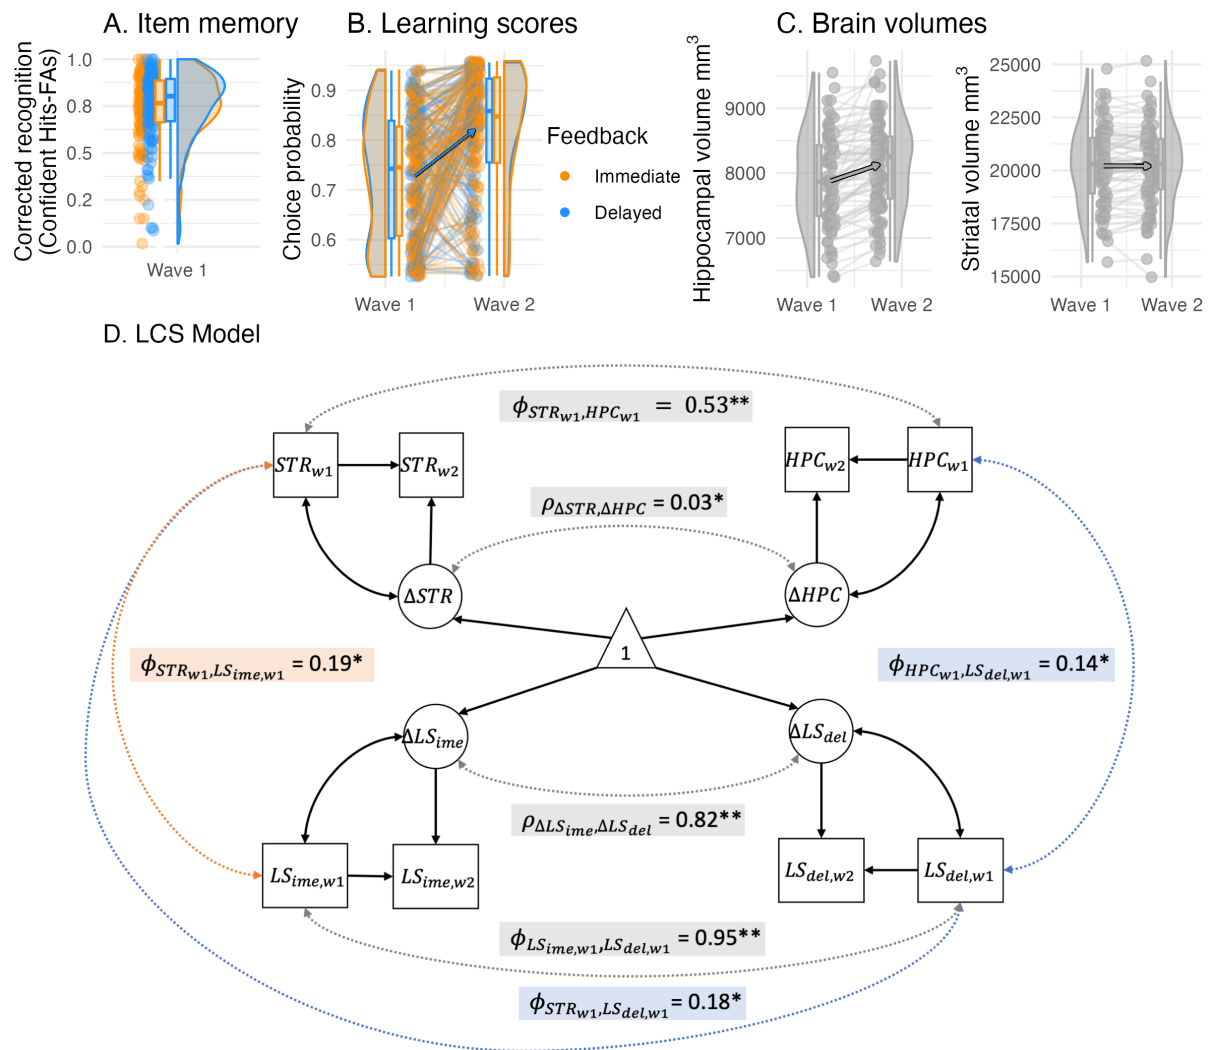 A. Item memory
B. Learning scores
C. Brain volumes
Corrected recognition
(Confident Hits-FAs)
1.0
0.8
0.5
0.2
0.0
Wave 1
Choice probability
0.9
0.8
0.7
0.6
Wave 1
Wave 2
Feedback
Immediate
Delayed
Hippocampal volume mm³
9000
8000
7000
Wave 1
Wave 2
Striatal volume mm³
25000
22500
20000
17500
15000
Wave 1
Wave 2
D. LCS Model
ϕSTRw1,HPCw1 = 0.53**
STRw1
STRw2
HPCw2
HPCw1
ρΔSTR,ΔHPC = 0.03*
ΔSTR
ΔHPC
1
ϕSTRw1,LSime,w1 = 0.19*
ϕHPCw1,LSdel,w1 = 0.14*
ΔLSime
ΔLSdel
ρΔLSime,ΔLSdel = 0.82**
LSime,w1
LSime,w2
LSdel,w2
LSdel,w1
ϕLSime,w1,LSdel,w1 = 0.95**
ϕSTRw1,LSdel,w1 = 0.18*